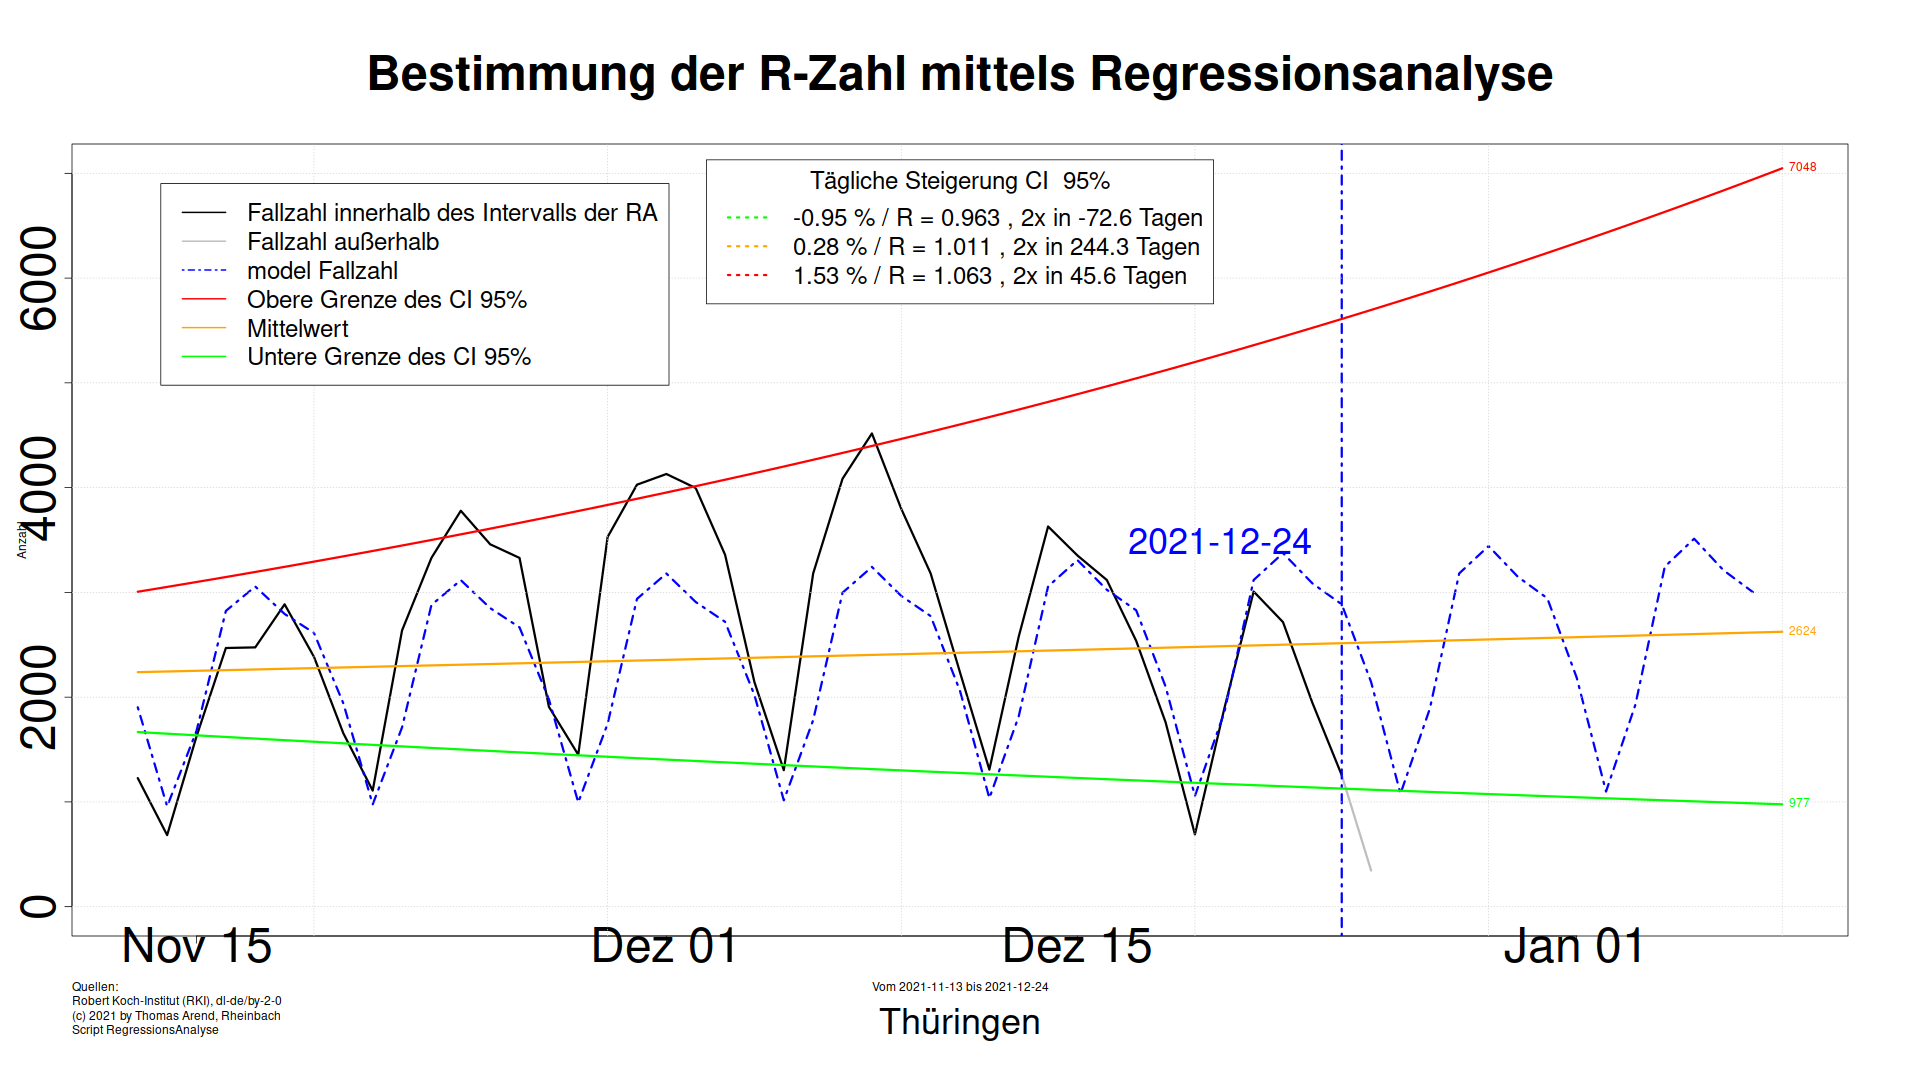 Bestimmung der R-Zahl mittels Regressionsanalyse
Fallzahl innerhalb des Intervalls der RA
Fallzahl außerhalb
model Fallzahl
Obere Grenze des CI 95%
Mittelwert
Untere Grenze des CI 95%
Tägliche Steigerung CI  95%
-0.95 % / R = 0.963 , 2x in -72.6 Tagen
0.28 % / R = 1.011 , 2x in 244.3 Tagen
1.53 % / R = 1.063 , 2x in 45.6 Tagen
7048
6000
4000
2000
0
Anzahl
2021-12-24
2624
977
Nov 15
Dez 01
Dez 15
Jan 01
Quellen:
Robert Koch-Institut (RKI), dl-de/by-2-0
(c) 2021 by Thomas Arend, Rheinbach
Script RegressionsAnalyse
Vom 2021-11-13 bis 2021-12-24
Thüringen